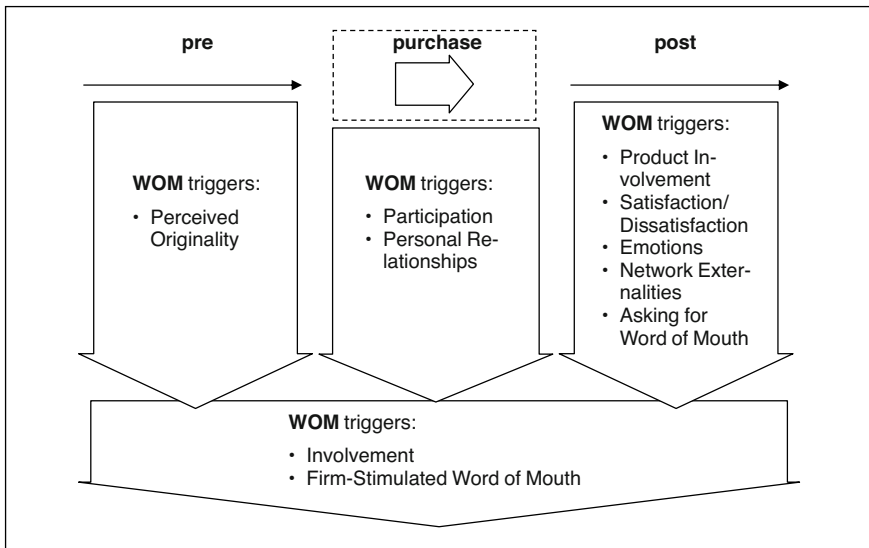 pre
purchase
post
WOM triggers:
• Perceived
Originality
WOM triggers:
• Participation
• Personal Re-
lationships
WOM triggers:
• Product In-
volvement
• Satisfaction/
Dissatisfaction
• Emotions
• Network Exter-
nalities
• Asking for
Word of Mouth
WOM triggers:
• Involvement
• Firm-Stimulated Word of Mouth